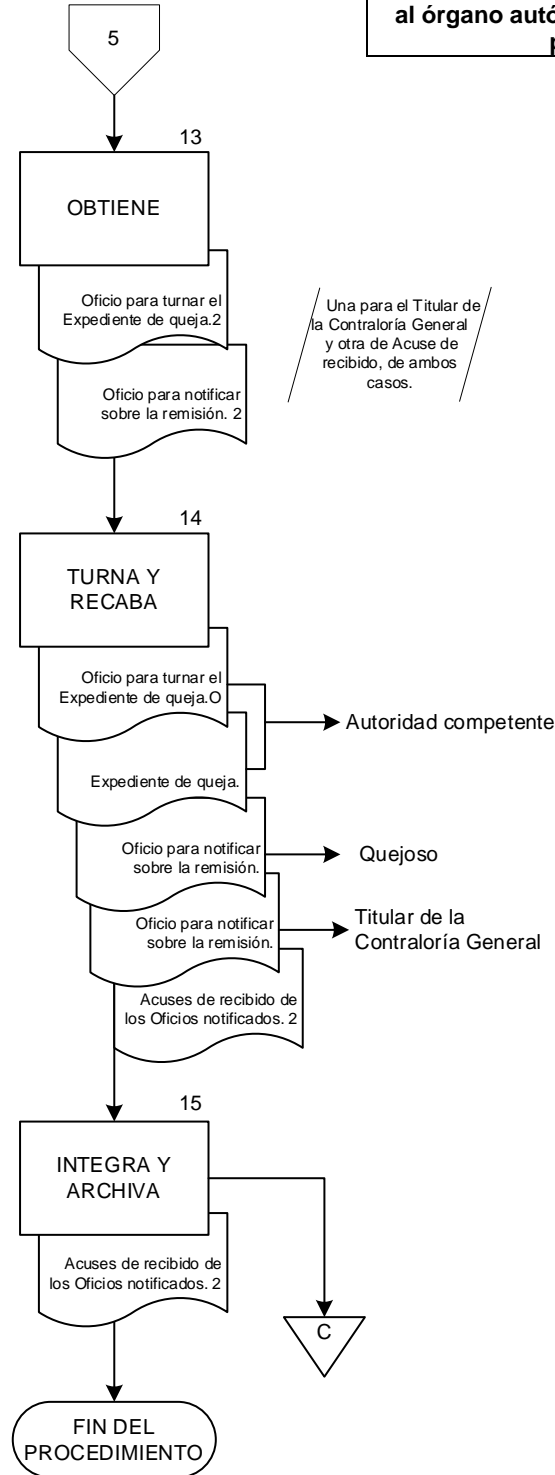 al órgano autó
5
13
OBTIENE
Oficio para turnar el
Expediente de queja.2
Oficio para notificar
sobre la remisión. 2
Una para el Titular de
la Contraloría General
y otra de Acuse de
recibido, de ambos
casos.
14
TURNA Y
RECABA
Oficio para turnar el
Expediente de queja.O
Autoridad competente
Expediente de queja.
Oficio para notificar
sobre la remisión.
Quejoso
Oficio para notificar
sobre la remisión.
Titular de la
Contraloría General
Acuses de recibido de
los Oficios notificados. 2
15
INTEGRA Y
ARCHIVA
Acuses de recibido de
los Oficios notificados. 2
C
FIN DEL
PROCEDIMIENTO